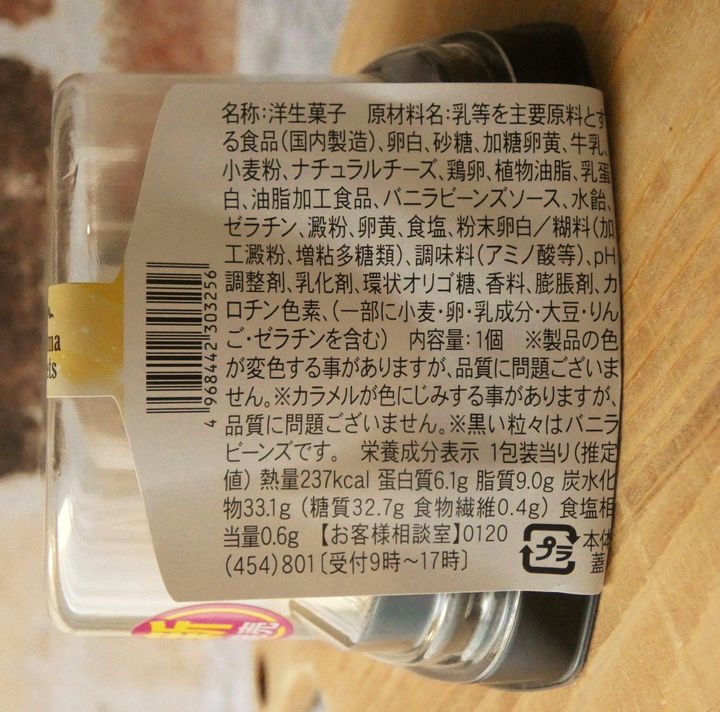 名称:洋生菓子 原材料名:乳等を主要原料とす
る食品(国内製造)、卵白、砂糖、加糖卵黄、牛乳、
小麦粉、ナチュラルチーズ、鶏卵、植物油脂、乳蛋
白、油脂加工食品、バニラビーンズソース、水飴、
ゼラチン、澱粉、卵黄、食塩、粉末卵白/糊料(加
工澱粉、増粘多糖類)、調味料(アミノ酸等)、pH
調整剤、乳化剤、環状オリゴ糖、香料、膨脹剤、カ
ロチン色素、(一部に小麦・卵・乳成分・大豆・りん
ご・ゼラチンを含む) 内容量:1個 ※製品の色
が変色する事がありますが、品質に問題ございま
せん。※カラメルが色にじみする事がありますが、
品質に問題ございません。※黒い粒々はバニラ
ビーンズです。 栄養成分表示 1包装当り(推定
値) 熱量237kcal 蛋白質6.1g 脂質9.0g 炭水化
物33.1g (糖質32.7g 食物繊維0.4g) 食塩相
当量0.6g 【お客様相談室】0120
(454)801〔受付9時～17時〕
プラ
本体
蓋
4 968442 303256